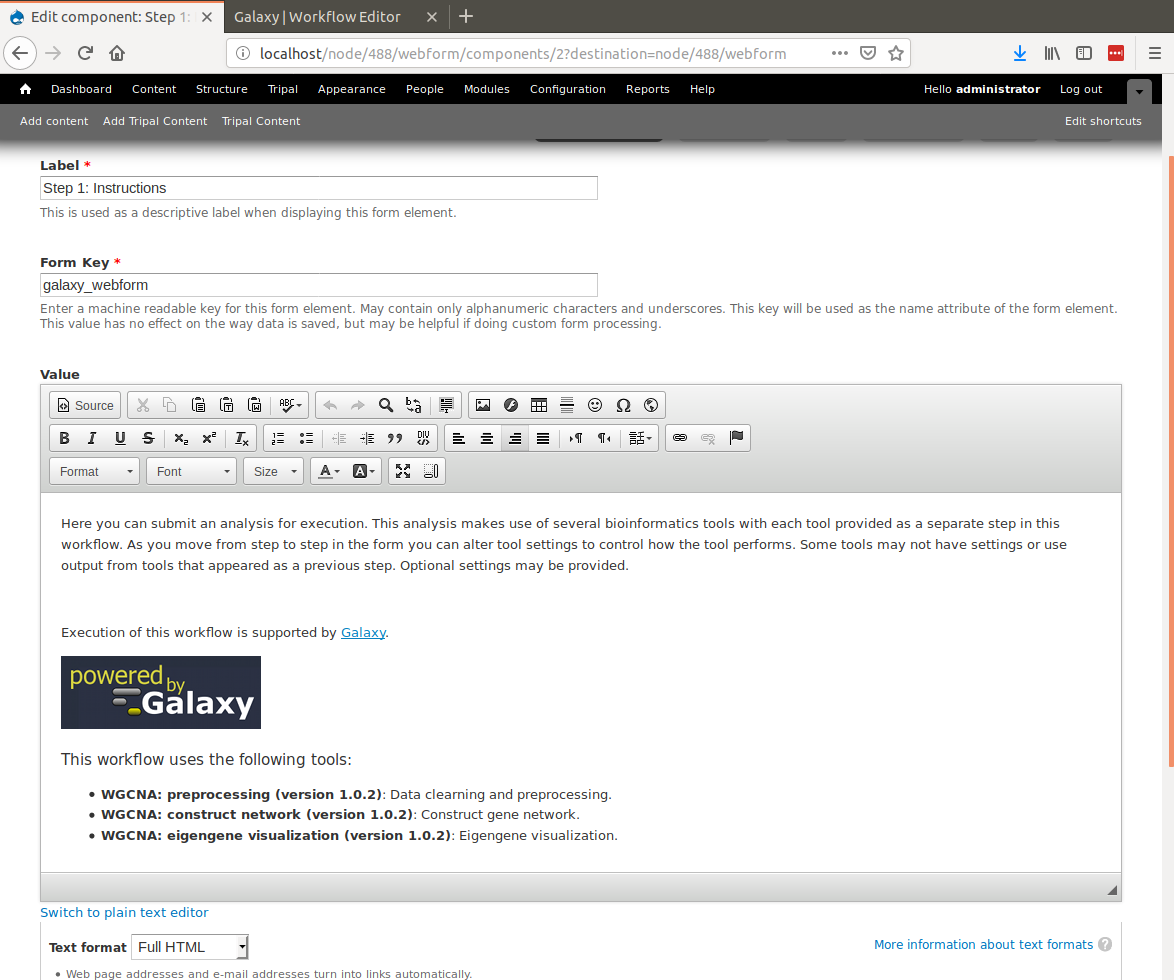 Edit component: Step 1:
Galaxy | Workflow Editor
localhost/node/488/webform/components/2?destination=node/488/webform
Dashboard Content Structure Tripal Appearance People Modules Configuration Reports Help Hello administrator Log out
Add content Add Tripal Content Tripal Content Edit shortcuts
Label *
Step 1: Instructions
This is used as a descriptive label when displaying this form element.
Form Key *
galaxy_webform
Enter a machine readable key for this form element. May contain only alphanumeric characters and underscores. This key will be used as the name attribute of the form element.
This value has no effect on the way data is saved, but may be helpful if doing custom form processing.
Value
Source
Format Font Size
Here you can submit an analysis for execution. This analysis makes use of several bioinformatics tools with each tool provided as a separate step in this
workflow. As you move from step to step in the form you can alter tool settings to control how the tool performs. Some tools may not have settings or use
output from tools that appeared as a previous step. Optional settings may be provided.
Execution of this workflow is supported by Galaxy.
powered by
Galaxy
This workflow uses the following tools:
• WGCNA: preprocessing (version 1.0.2): Data clearning and preprocessing.
• WGCNA: construct network (version 1.0.2): Construct gene network.
• WGCNA: eigengene visualization (version 1.0.2): Eigengene visualization.
Switch to plain text editor
Text format Full HTML More information about text formats ?
• Web page addresses and e-mail addresses turn into links automatically.